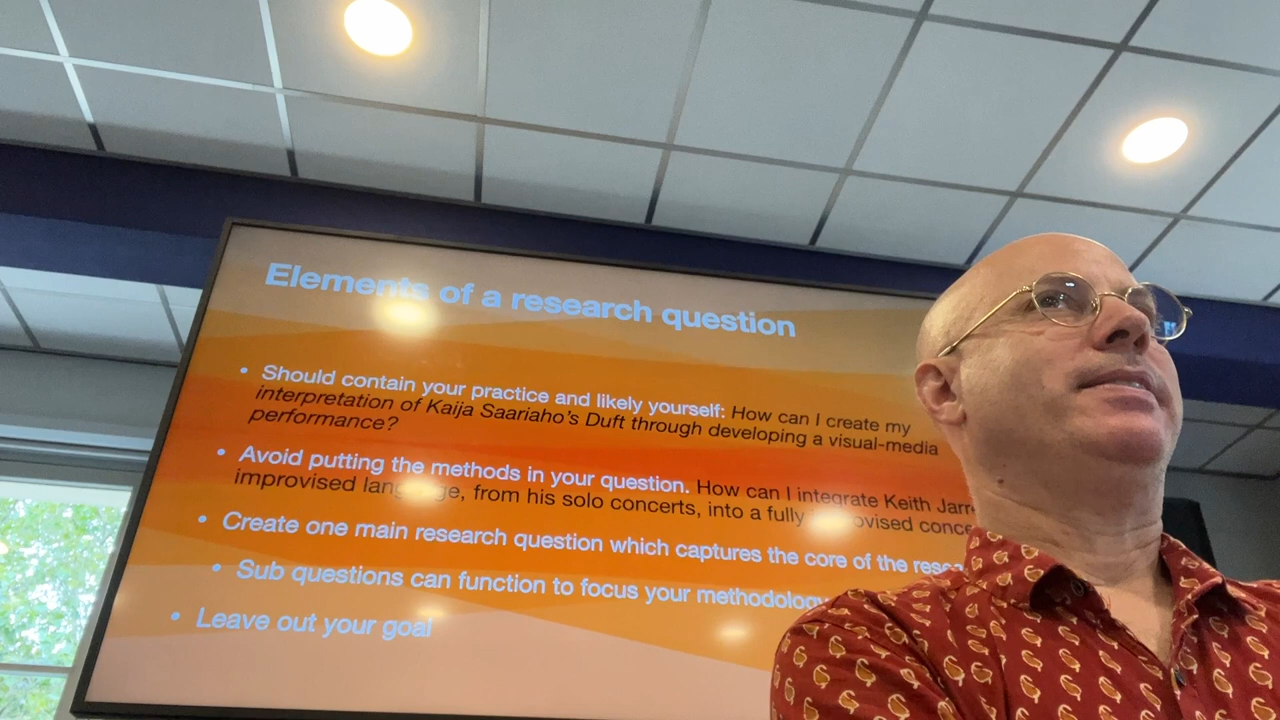 Elements of a research question
• Should contain your practice and likely yourself: How can I create my
interpretation of Kaija Saariaho's Duft through developing a visual-media
performance?
• Avoid putting the methods in your question. How can I integrate Keith
improvised from his solo concerts, into a fully
• Create one main research question which captures the core of the
• Sub questions can function to focus your methodology
• Leave out your goal